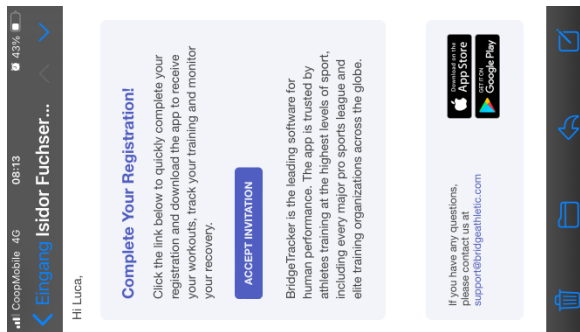 CoopMobile 4G 08:13 43%
Eingang Isidor Fuchser...
Hi Luca,
Complete Your Registration!
Click the link below to quickly complete your
registration and download the app to receive
your workouts, track your training and monitor
your recovery.
ACCEPT INVITATION
BridgeTracker is the leading software for
human performance. The app is trusted by
athletes training at the highest levels of sport,
including every major pro sports league and
elite training organizations across the globe.
If you have any questions,
please contact us at
support@bridgeathletic.com
Download on the
App Store
GET IT ON
Google Play